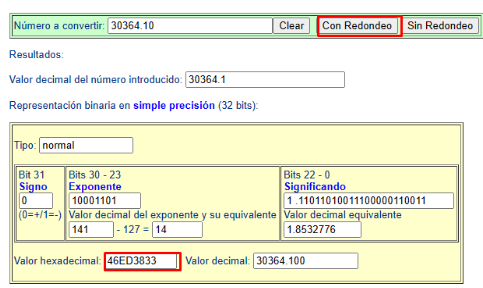 Número a convertir: 30364.10 Clear Con Redondeo Sin Redondeo
Resultados:
Valor decimal del número introducido: 30364.1
Representación binaria en simple precisión (32 bits):
Tipo: normal
Bit 31 Bits 30 - 23 Bits 22 - 0
Signo Exponente Significando
0 10001101 1 .11011010011100000110011
(0=+/1=-) Valor decimal del exponente y su equivalente Valor decimal equivalente
141 - 127 = 14 1.8532776
Valor hexadecimal: 46ED3833 Valor decimal: 30364.100